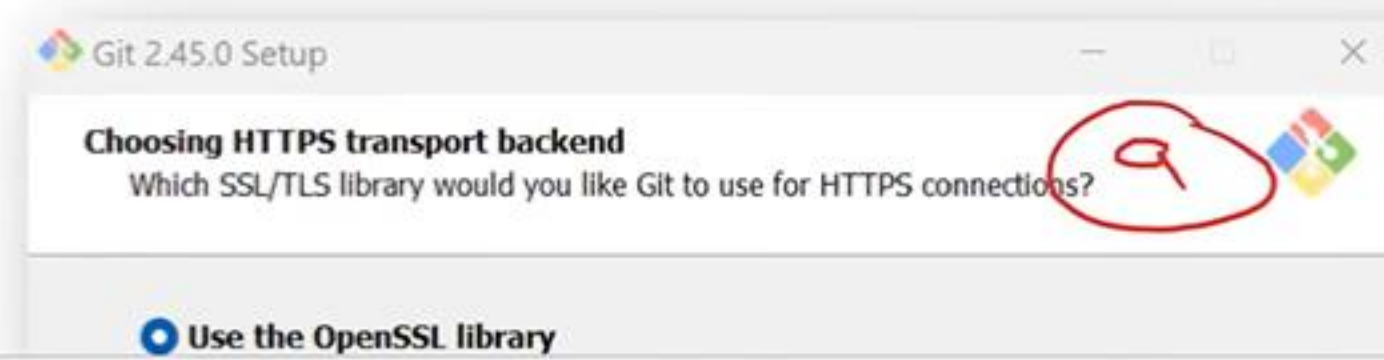 Git 2.45.0 Setup
Choosing HTTPS transport backend
Which SSL/TLS library would you like Git to use for HTTPS connections?
Use the OpenSSL library